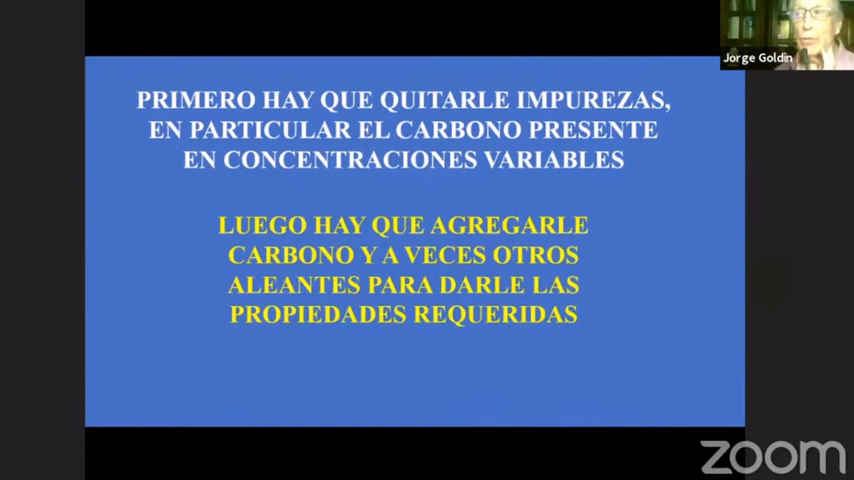 Jorge Goldin
PRIMERO HAY QUE QUITARLE IMPUREZAS,
EN PARTICULAR EL CARBONO PRESENTE
EN CONCENTRACIONES VARIABLES
LUEGO HAY QUE AGREGARLE
CARBONO Y A VECES OTROS
ALEANTES PARA DARLE LAS
PROPIEDADES REQUERIDAS
zoom